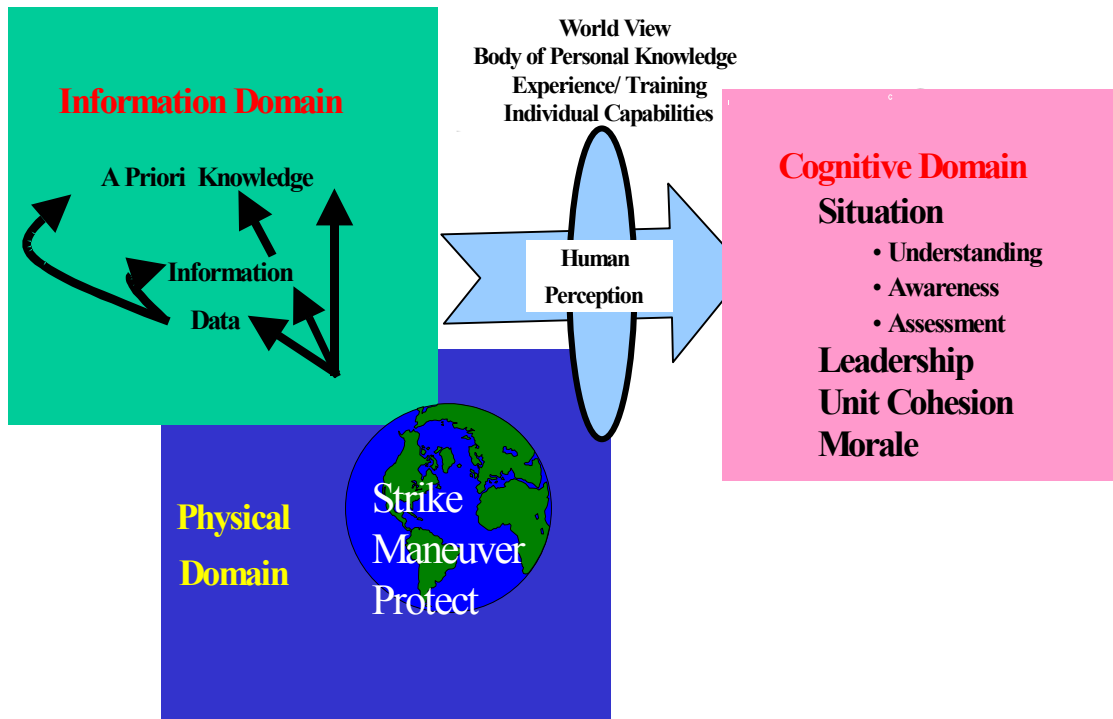 World View
Body of Personal Knowledge
Experience/ Training
Individual Capabilities
Information Domain
A Priori Knowledge
Information
Data
Human
Perception
Cognitive Domain
Situation
• Understanding
• Awareness
• Assessment
Leadership
Unit Cohesion
Morale
Physical
Domain
Strike
Maneuver
Protect